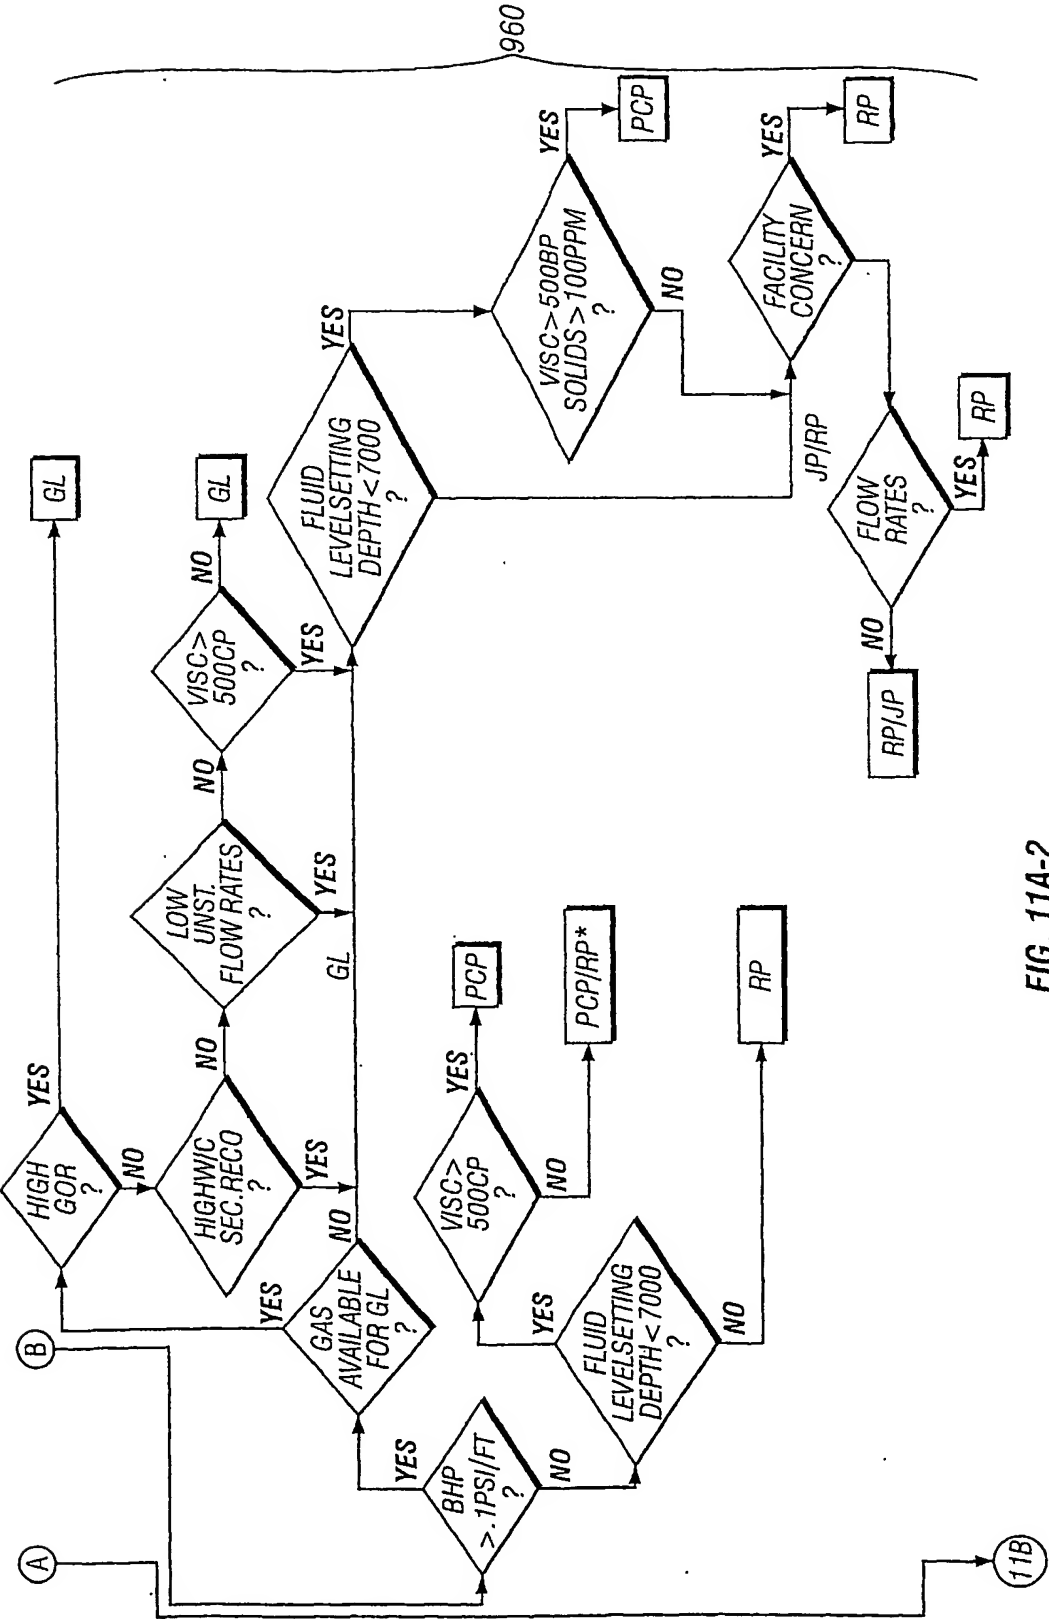 A
B
11B
BHP
>.1PSI/FT
?
YES
NO
GAS
AVAILABLE
FOR GL
?
YES
NO
HIGH
GOR
?
YES
NO
GL
HIGHWIC
SEC.RECO
?
NO
YES
LOW
UNST.
FLOW RATES
?
NO
YES
GL
VISC>
500CP
?
NO
YES
GL
FLUID
LEVELSETTING
DEPTH<7000
?
YES
VISC>500BP
SOLIDS>100PPM
?
YES
NO
PCP
JP/RP
FACILITY
CONCERN
?
YES
RP
FLOW
RATES
?
YES
RP
NO
RP/JP
FLUID
LEVELSETTING
DEPTH<7000
?
YES
NO
VISC>
500CP
?
YES
NO
PCP
PCP/RP*
RP
960
FIG. 11A-2